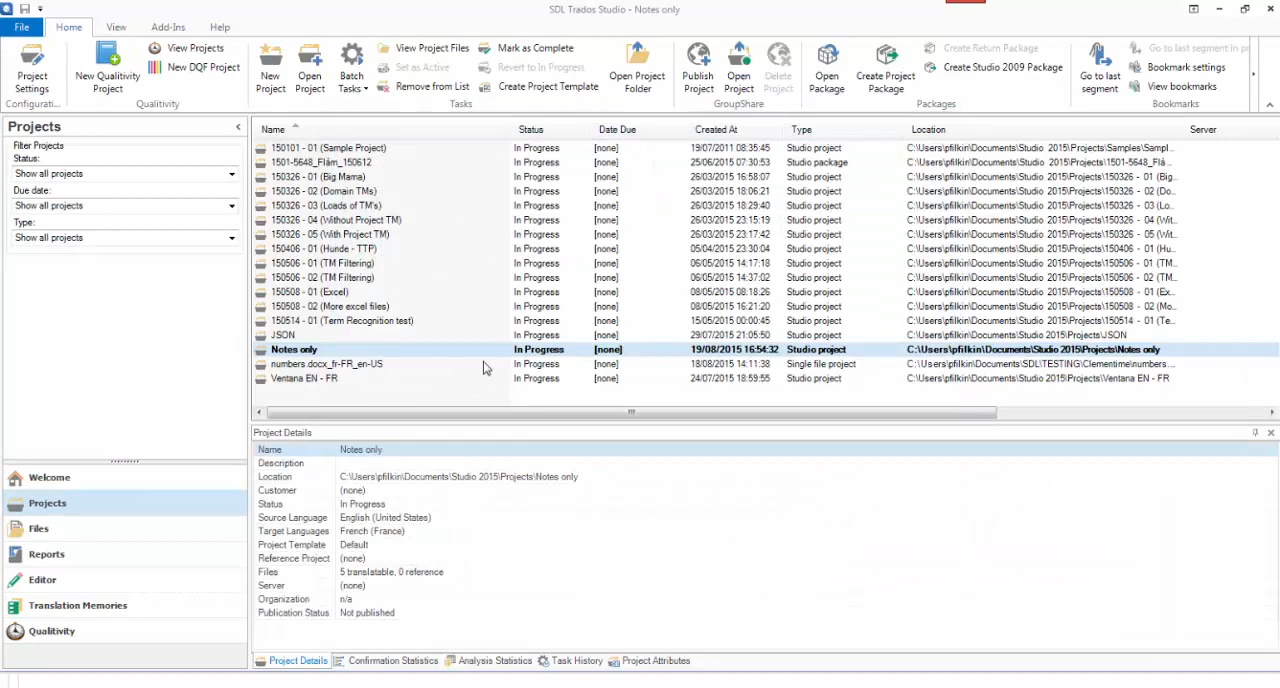 SDL Trados Studio - Notes only
File Home View Add-Ins Help
Project Settings
Configurati...
New Qualitivity Project
View Projects
New DQF Project
Qualitivity
New Project
Open Project
Batch Tasks
View Project Files
Set as Active
Remove from List
Mark as Complete
Revert to In Progress
Create Project Template
Open Project Folder
Tasks
Publish Project
Open Project
Delete Project
GroupShare
Open Package
Create Project Package
Create Return Package
Create Studio 2009 Package
Packages
Go to last segment
Go to last segment in pr
Bookmark settings
View bookmarks
Bookmarks
Projects
Filter Projects
Status:
Show all projects
Due date:
Show all projects
Type:
Show all projects
Welcome
Projects
Files
Reports
Editor
Translation Memories
Qualitivity
Name Status Date Due Created At Type Location Server
150101 - 01 (Sample Project) In Progress [none] 19/07/2011 08:35:45 Studio project C:\Users\pfilkin\Documents\Studio 2015\Projects\Samples\Sampl...
1501-5648_Flåm_150612 In Progress [none] 25/06/2015 07:30:53 Studio package C:\Users\pfilkin\Documents\Studio 2015\Projects\1501-5648_Flå...
150326 - 01 (Big Mama) In Progress [none] 26/03/2015 16:58:07 Studio project C:\Users\pfilkin\Documents\Studio 2015\Projects\150326 - 01 (Big...
150326 - 02 (Domain TMs) In Progress [none] 26/03/2015 18:06:21 Studio project C:\Users\pfilkin\Documents\Studio 2015\Projects\150326 - 02 (Do...
150326 - 03 (Loads of TM's) In Progress [none] 26/03/2015 18:29:40 Studio project C:\Users\pfilkin\Documents\Studio 2015\Projects\150326 - 03 (Lo...
150326 - 04 (Without Project TM) In Progress [none] 26/03/2015 23:15:19 Studio project C:\Users\pfilkin\Documents\Studio 2015\Projects\150326 - 04 (Wit...
150326 - 05 (With Project TM) In Progress [none] 26/03/2015 23:17:42 Studio project C:\Users\pfilkin\Documents\Studio 2015\Projects\150326 - 05 (Wit...
150406 - 01 (Hunde - TTP) In Progress [none] 05/04/2015 23:30:04 Studio project C:\Users\pfilkin\Documents\Studio 2015\Projects\150406 - 01 (Hu...
150506 - 01 (TM Filtering) In Progress [none] 06/05/2015 14:17:18 Studio project C:\Users\pfilkin\Documents\Studio 2015\Projects\150506 - 01 (TM...
150506 - 02 (TM Filtering) In Progress [none] 06/05/2015 14:37:02 Studio project C:\Users\pfilkin\Documents\Studio 2015\Projects\150506 - 02 (TM...
150508 - 01 (Excel) In Progress [none] 08/05/2015 08:18:26 Studio project C:\Users\pfilkin\Documents\Studio 2015\Projects\150508 - 01 (Ex...
150508 - 02 (More excel files) In Progress [none] 08/05/2015 16:21:20 Studio project C:\Users\pfilkin\Documents\Studio 2015\Projects\150508 - 02 (Mo...
150514 - 01 (Term Recognition test) In Progress [none] 15/05/2015 00:00:45 Studio project C:\Users\pfilkin\Documents\Studio 2015\Projects\150514 - 01 (Te...
JSON In Progress [none] 29/07/2015 21:05:50 Studio project C:\Users\pfilkin\Documents\Studio 2015\Projects\JSON
Notes only In Progress [none] 19/08/2015 16:54:32 Studio project C:\Users\pfilkin\Documents\Studio 2015\Projects\Notes only
numbers.docx_fr-FR_en-US In Progress [none] 18/08/2015 14:11:38 Single file project C:\Users\pfilkin\Documents\SDL\TESTING\Clementime\numbers....
Ventana EN - FR In Progress [none] 24/07/2015 18:59:55 Studio project C:\Users\pfilkin\Documents\Studio 2015\Projects\Ventana EN - FR
Project Details
Name Notes only
Description
Location C:\Users\pfilkin\Documents\Studio 2015\Projects\Notes only
Customer (none)
Status In Progress
Source Language English (United States)
Target Languages French (France)
Project Template Default
Reference Project (none)
Files 5 translatable, 0 reference
Server (none)
Organization n/a
Publication Status Not published
Project Details Confirmation Statistics Analysis Statistics Task History Project Attributes